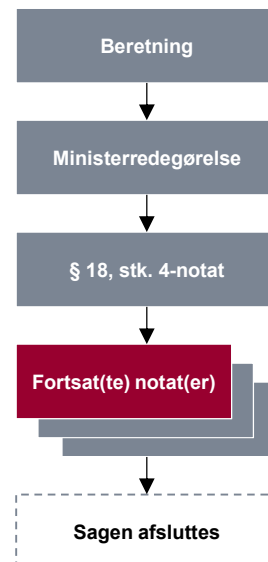 Beretning
Ministerredegørelse
§ 18, stk. 4-notat
Fortsat(te) notat(er)
Sagen afsluttes